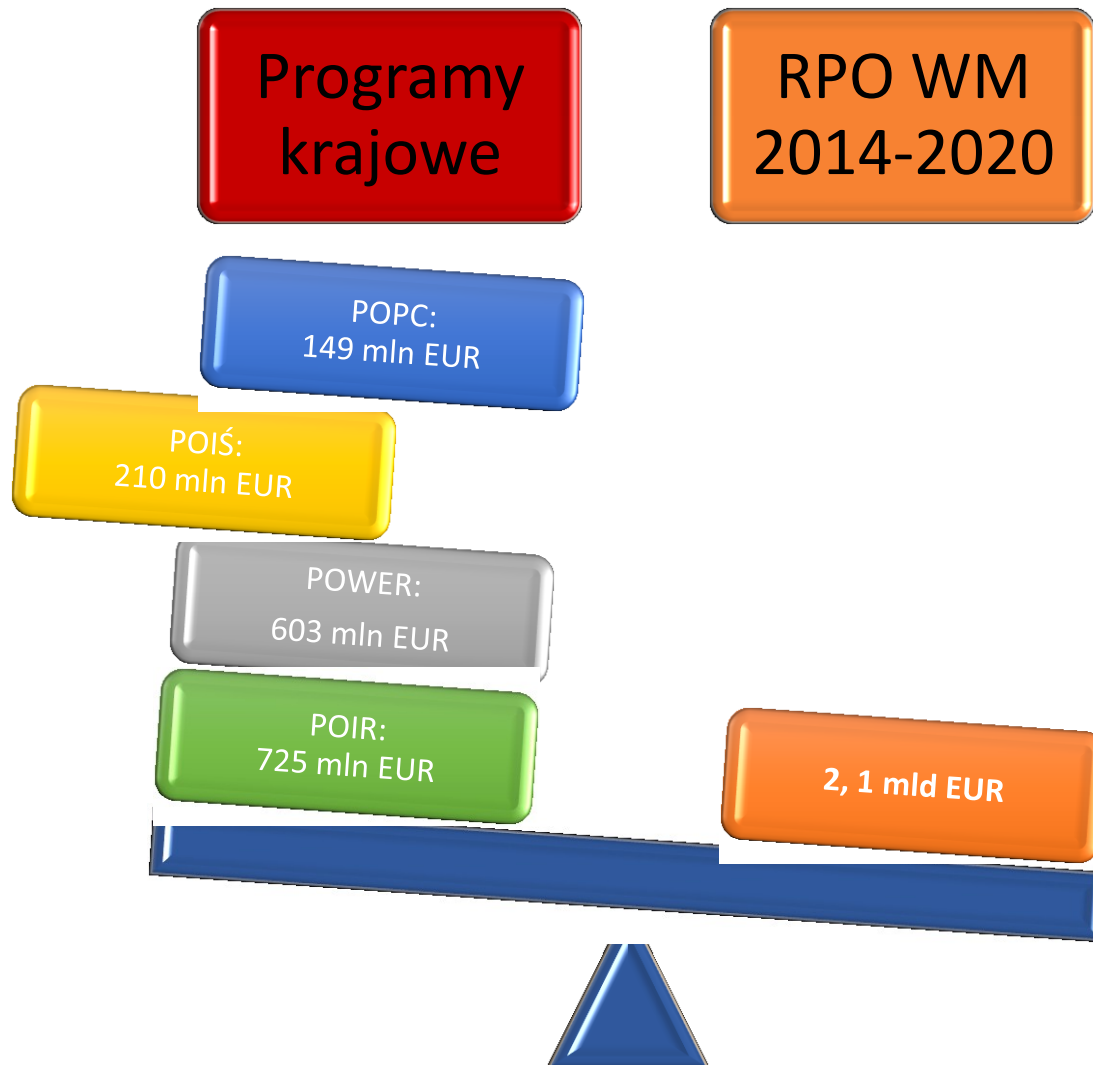 Programy
krajowe
RPO WM
2014-2020
POPC:
149 mln EUR
POIŚ:
210 mln EUR
POWER:
603 mln EUR
POIR:
725 mln EUR
2, 1 mld EUR